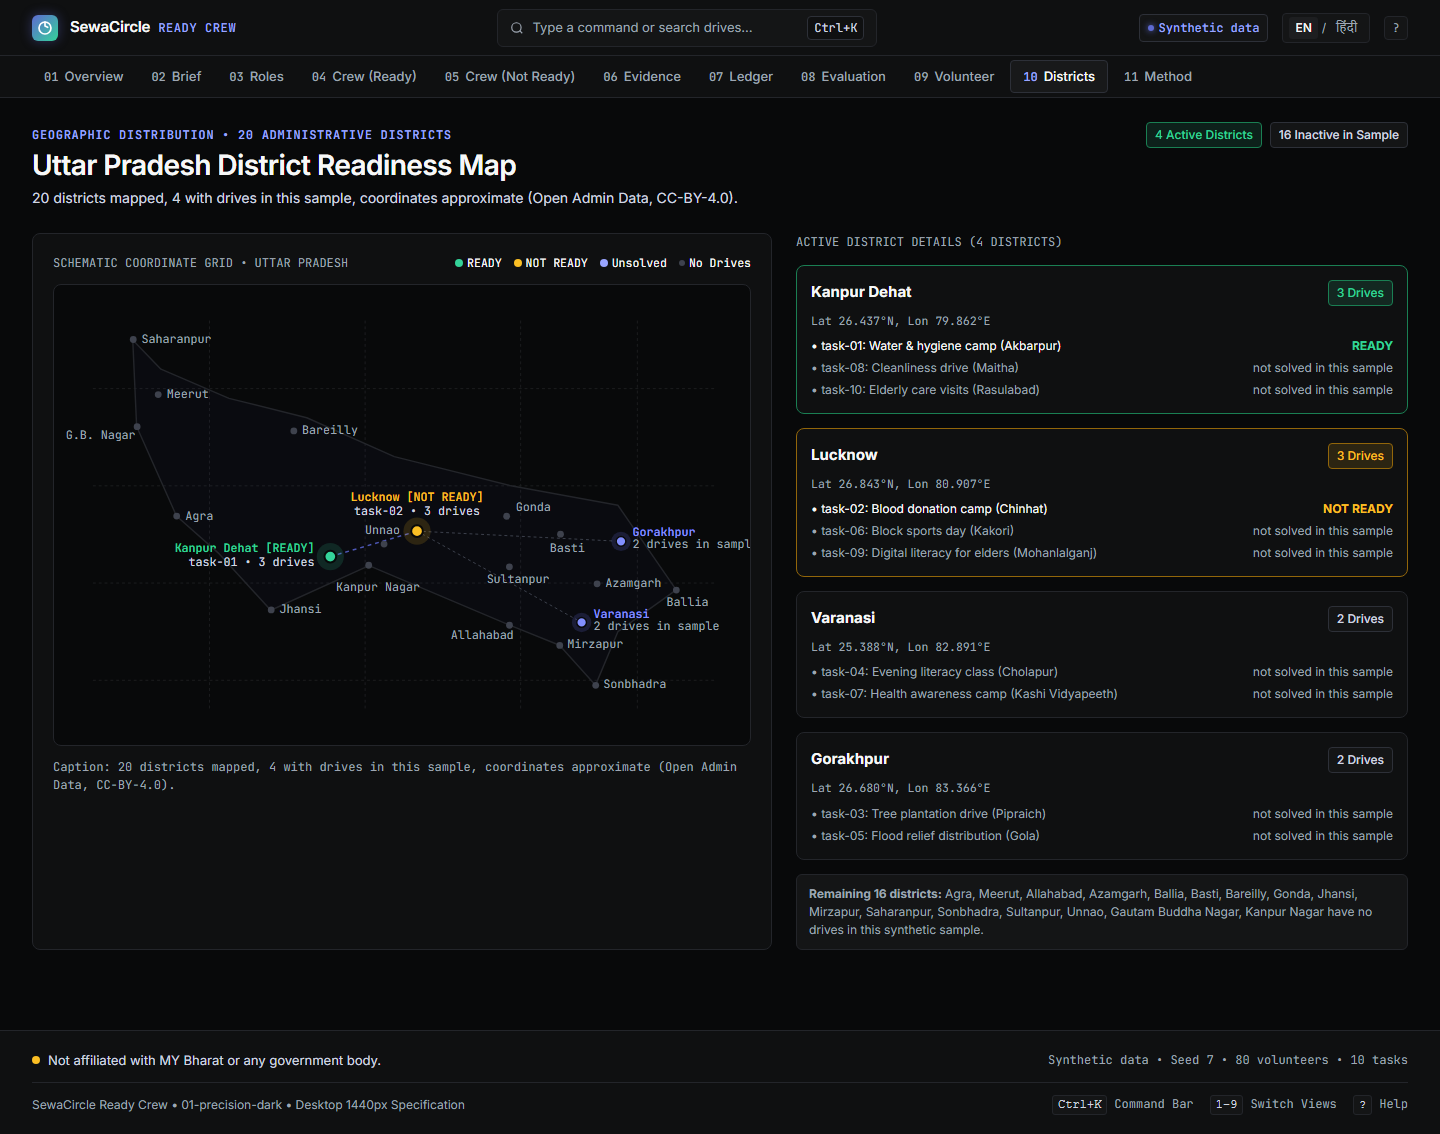 SewaCircle READY CREW
Type a command or search drives...
Ctrl+K
Synthetic data
EN / हिंदी
?
01 Overview
02 Brief
03 Roles
04 Crew (Ready)
05 Crew (Not Ready)
06 Evidence
07 Ledger
08 Evaluation
09 Volunteer
10 Districts
11 Method
GEOGRAPHIC DISTRIBUTION • 20 ADMINISTRATIVE DISTRICTS
4 Active Districts
16 Inactive in Sample
Uttar Pradesh District Readiness Map
20 districts mapped, 4 with drives in this sample, coordinates approximate (Open Admin Data, CC-BY-4.0).
SCHEMATIC COORDINATE GRID • UTTAR PRADESH
READY
NOT READY
Unsolved
No Drives
Saharanpur
Meerut
G.B. Nagar
Bareilly
Lucknow [NOT READY]
task-02 • 3 drives
Gonda
Agra
Unnao
Gorakhpur
2 drives in sampl
Basti
Kanpur Dehat [READY]
task-01 • 3 drives
Sultanpur
Kanpur Nagar
Azamgarh
Ballia
Jhansi
Varanasi
2 drives in sample
Allahabad
Mirzapur
Sonbhadra
Caption: 20 districts mapped, 4 with drives in this sample, coordinates approximate (Open Admin
Data, CC-BY-4.0).
ACTIVE DISTRICT DETAILS (4 DISTRICTS)
Kanpur Dehat
3 Drives
Lat 26.437°N, Lon 79.862°E
• task-01: Water & hygiene camp (Akbarpur) READY
• task-08: Cleanliness drive (Maitha) not solved in this sample
• task-10: Elderly care visits (Rasulabad) not solved in this sample
Lucknow
3 Drives
Lat 26.843°N, Lon 80.907°E
• task-02: Blood donation camp (Chinhat) NOT READY
• task-06: Block sports day (Kakori) not solved in this sample
• task-09: Digital literacy for elders (Mohanlalganj) not solved in this sample
Varanasi
2 Drives
Lat 25.388°N, Lon 82.891°E
• task-04: Evening literacy class (Cholapur) not solved in this sample
• task-07: Health awareness camp (Kashi Vidyapeeth) not solved in this sample
Gorakhpur
2 Drives
Lat 26.680°N, Lon 83.366°E
• task-03: Tree plantation drive (Pipraich) not solved in this sample
• task-05: Flood relief distribution (Gola) not solved in this sample
Remaining 16 districts: Agra, Meerut, Allahabad, Azamgarh, Ballia, Basti, Bareilly, Gonda, Jhansi,
Mirzapur, Saharanpur, Sonbhadra, Sultanpur, Unnao, Gautam Buddha Nagar, Kanpur Nagar have no
drives in this synthetic sample.
Not affiliated with MY Bharat or any government body.
Synthetic data • Seed 7 • 80 volunteers • 10 tasks
SewaCircle Ready Crew • 01-precision-dark • Desktop 1440px Specification
Ctrl+K Command Bar
1–9 Switch Views
? Help